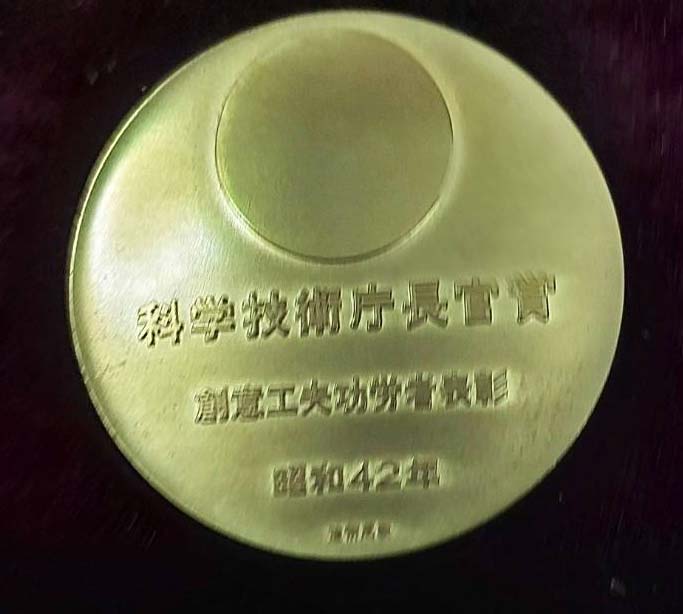 科学技術庁長官賞
創意工夫功労者表彰
昭和42年